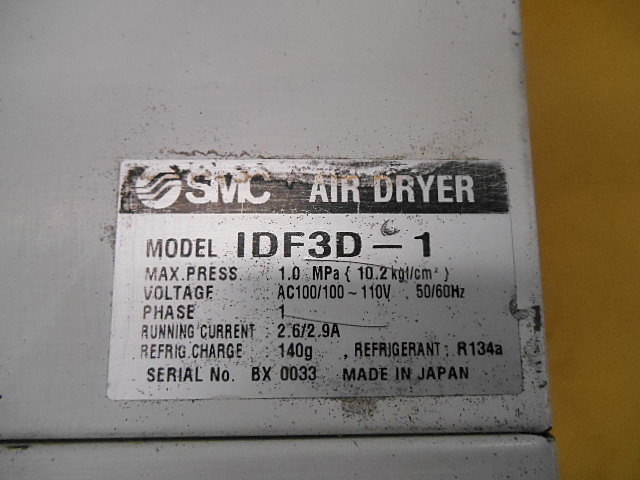 SMC AIR DRYER
MODEL IDF3D-1
MAX.PRESS. 1.0 MPa { 10.2kgf/cm² }
VOLTAGE AC100/100~110V 50/60Hz
PHASE 1
RUNNING CURRENT 2.6/2.9A
REFRIG.CHARGE 140g , REFRIGERANT: R134a
SERIAL No. BX 0033 MADE IN JAPAN